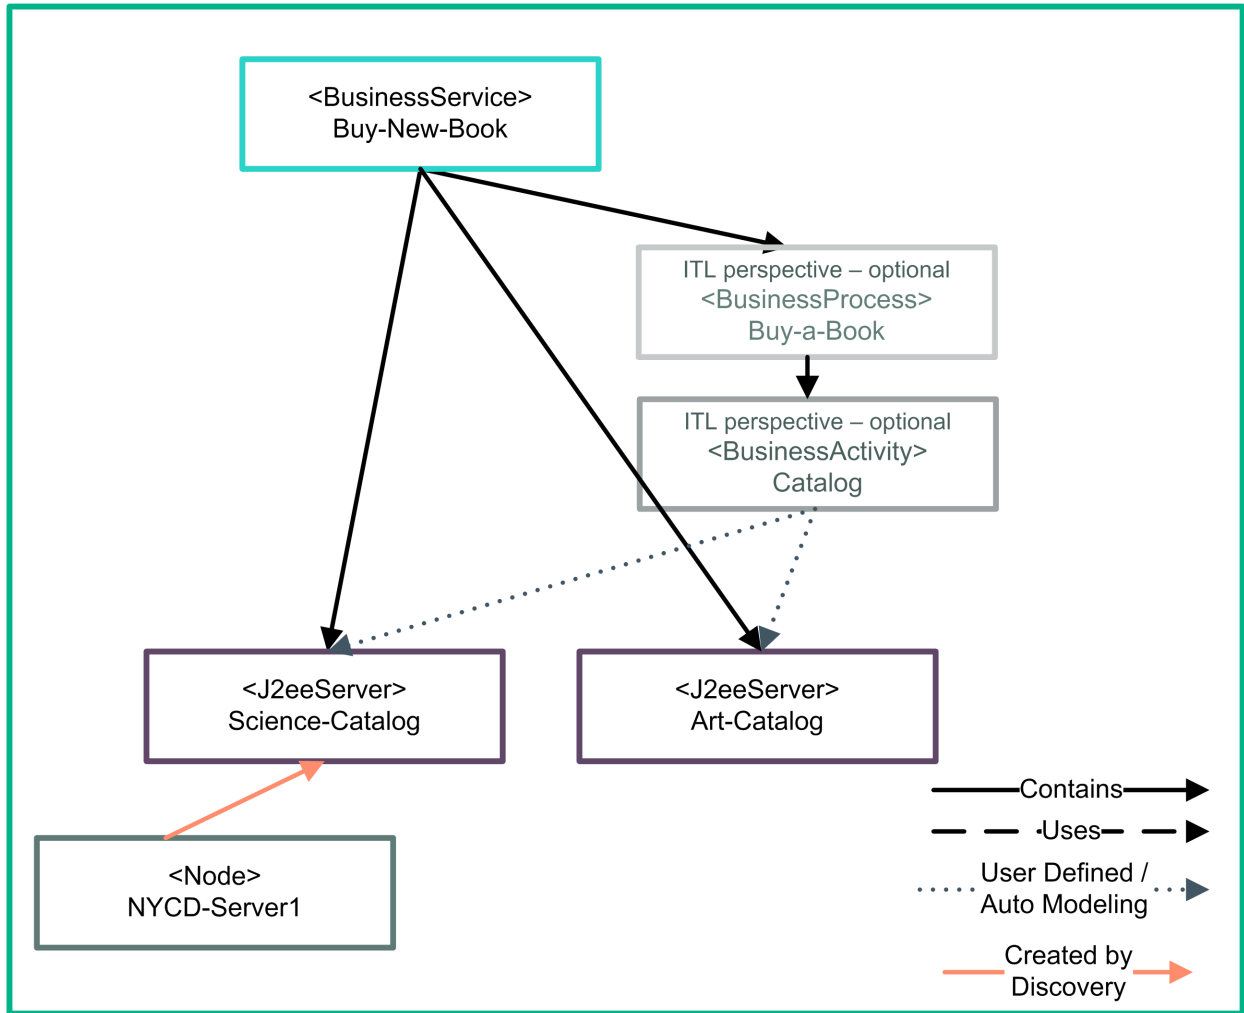 <BusinessService>
Buy-New-Book
ITL perspective – optional
<BusinessProcess>
Buy-a-Book
ITL perspective – optional
<BusinessActivity>
Catalog
<J2eeServer>
Science-Catalog
<J2eeServer>
Art-Catalog
<Node>
NYCD-Server1
Contains
Uses
User Defined /
Auto Modeling
Created by
Discovery